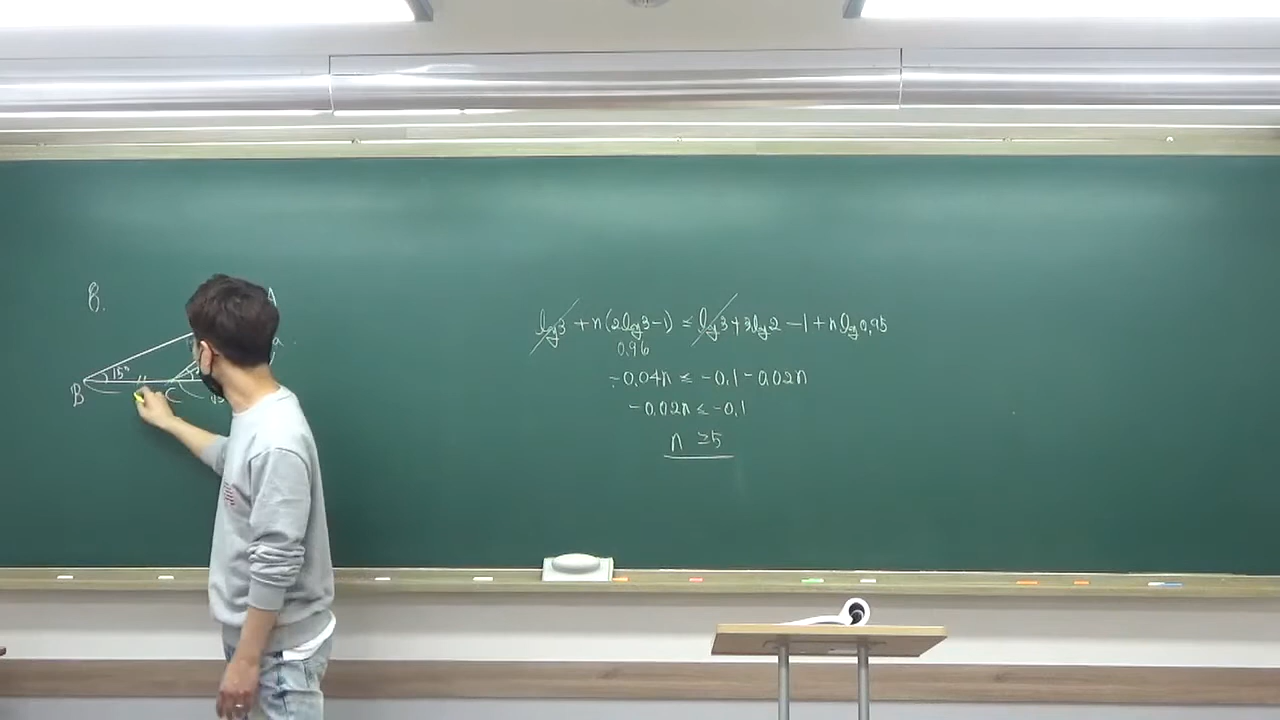 8.
A
a
15°
B
C
log3 + n(2log3-1) ≤ log3+3log2 -1+nlog0.95
0.96
-0.04n ≤ -0.1-0.02n
-0.02n ≤ -0.1
n ≥5